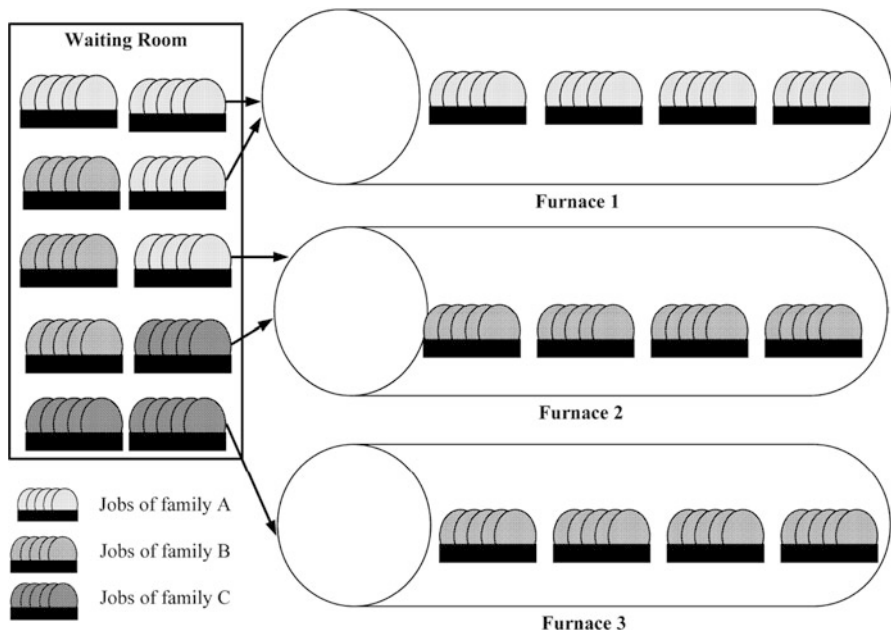 Waiting Room
Furnace 1
Furnace 2
Furnace 3
Jobs of family A
Jobs of family B
Jobs of family C